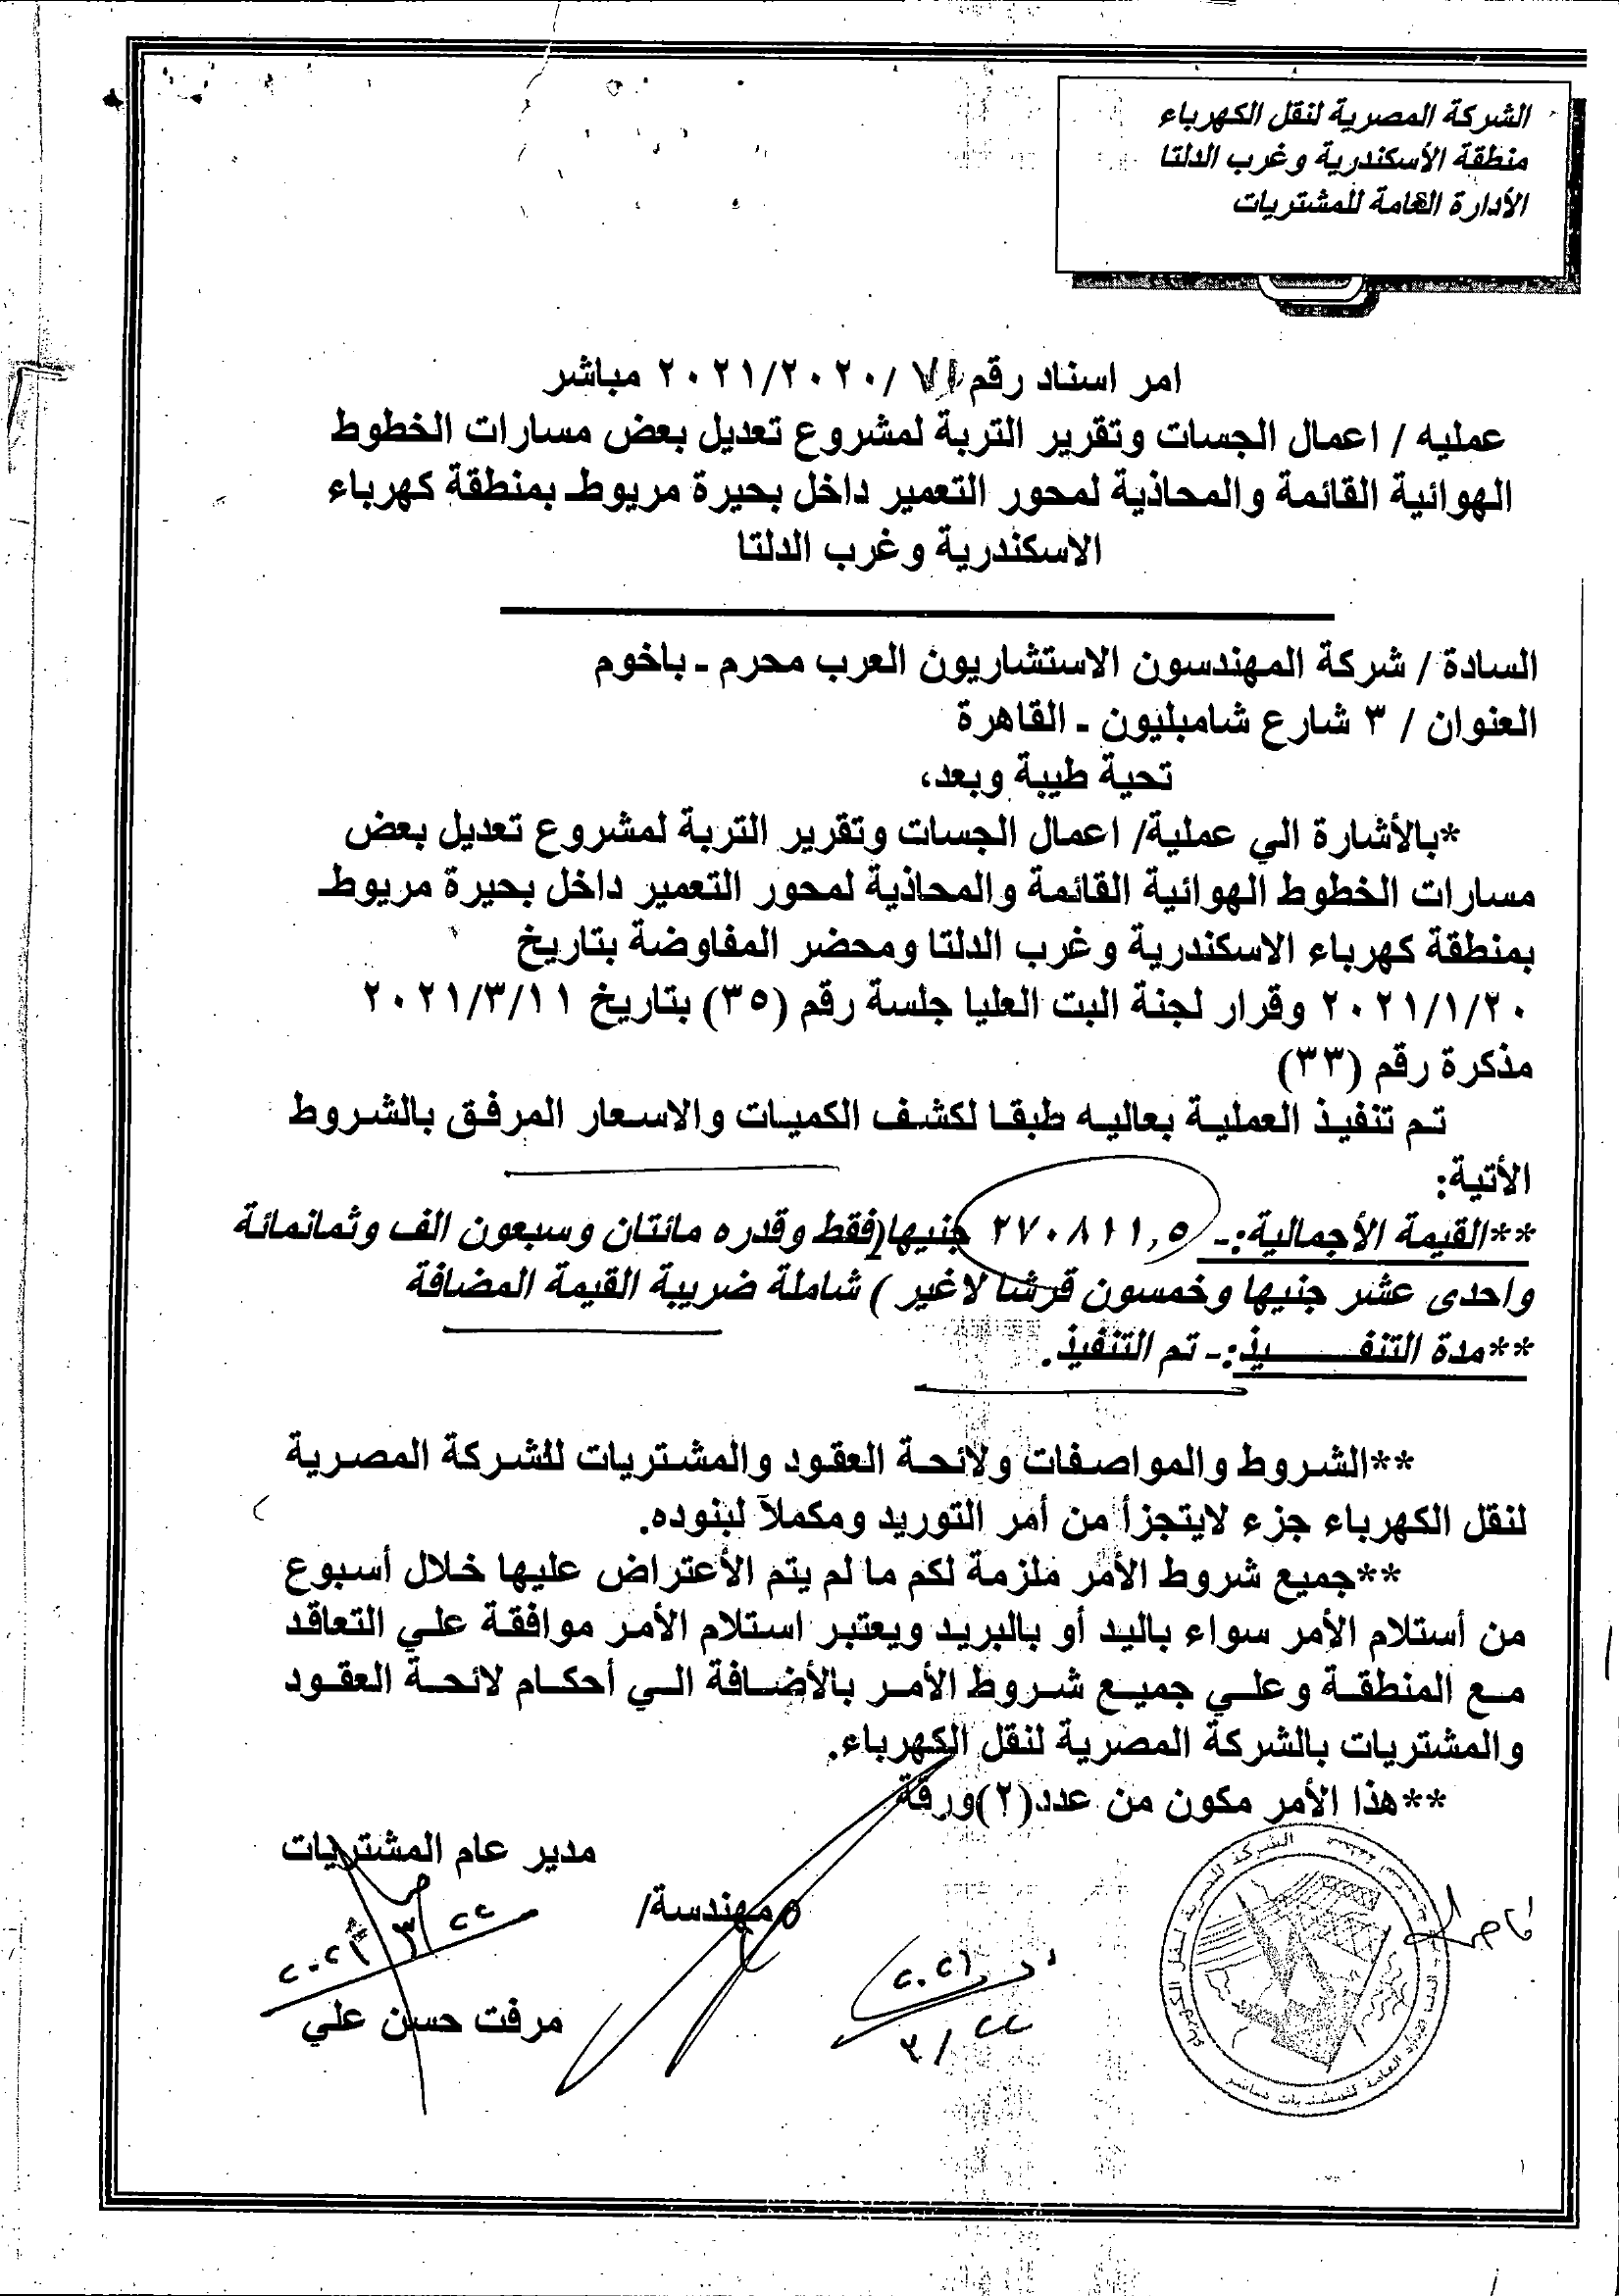 الشركة المصرية لنقل الكهرباء
منطقة الأسكندرية وغرب الدلتا
الأدارة العامة للمشتريات
امر اسناد رقم ٧١ /٢٠٢١/٢٠٢٠ مباشر
عمليه / اعمال الجسات وتقرير التربة لمشروع تعديل بعض مسارات الخطوط
الهوائية القائمة والمحاذية لمحور التعمير داخل بحيرة مريوط بمنطقة كهرباء
الاسكندرية وغرب الدلتا
السادة / شركة المهندسون الاستشاريون العرب محرم - باخوم
العنوان / ٣ شارع شامبليون - القاهرة
تحية طيبة وبعد،
*بالأشارة الي عملية/ اعمال الجسات وتقرير التربة لمشروع تعديل بعض
مسارات الخطوط الهوائية القائمة والمحاذية لمحور التعمير داخل بحيرة مريوط
بمنطقة كهرباء الاسكندرية وغرب الدلتا ومحضر المفاوضة بتاريخ
٢٠٢١/١/٢٠ وقرار لجنة البت العليا جلسة رقم (٣٥) بتاريخ ٢٠٢١/٣/١١
مذكرة رقم (٣٣)
تم تنفيذ العملية بعاليه طبقا لكشف الكميات والاسعار المرفق بالشروط
الأتية:
**القيمة الأجمالية:- ٢٧٠٨١١,٥ جنيها(فقط وقدره مائتان وسبعون الف وثمانمائة
واحدى عشر جنيها وخمسون قرشا لاغير ) شاملة ضريبة القيمة المضافة
**مدة التنفـــــيذ:- تم التنفيذ.
**الشروط والمواصفات ولائحة العقود والمشتريات للشركة المصرية
لنقل الكهرباء جزء لايتجزأ من أمر التوريد ومكملآ لبنوده.
**جميع شروط الأمر ملزمة لكم ما لم يتم الأعتراض عليها خلال أسبوع
من أستلام الأمر سواء باليد أو بالبريد ويعتبر استلام الأمر موافقة علي التعاقد
مع المنطقة وعلي جميع شروط الأمر بالأضافة الي أحكام لائحة العقود
والمشتريات بالشركة المصرية لنقل الكهرباء.
**هذا الأمر مكون من عدد(٢)ورقة
مدير عام المشتريات
مهندسة/
٢٠٢١/٣/٢٢
٢٠٢١
٣/٢٢
مرفت حسن علي